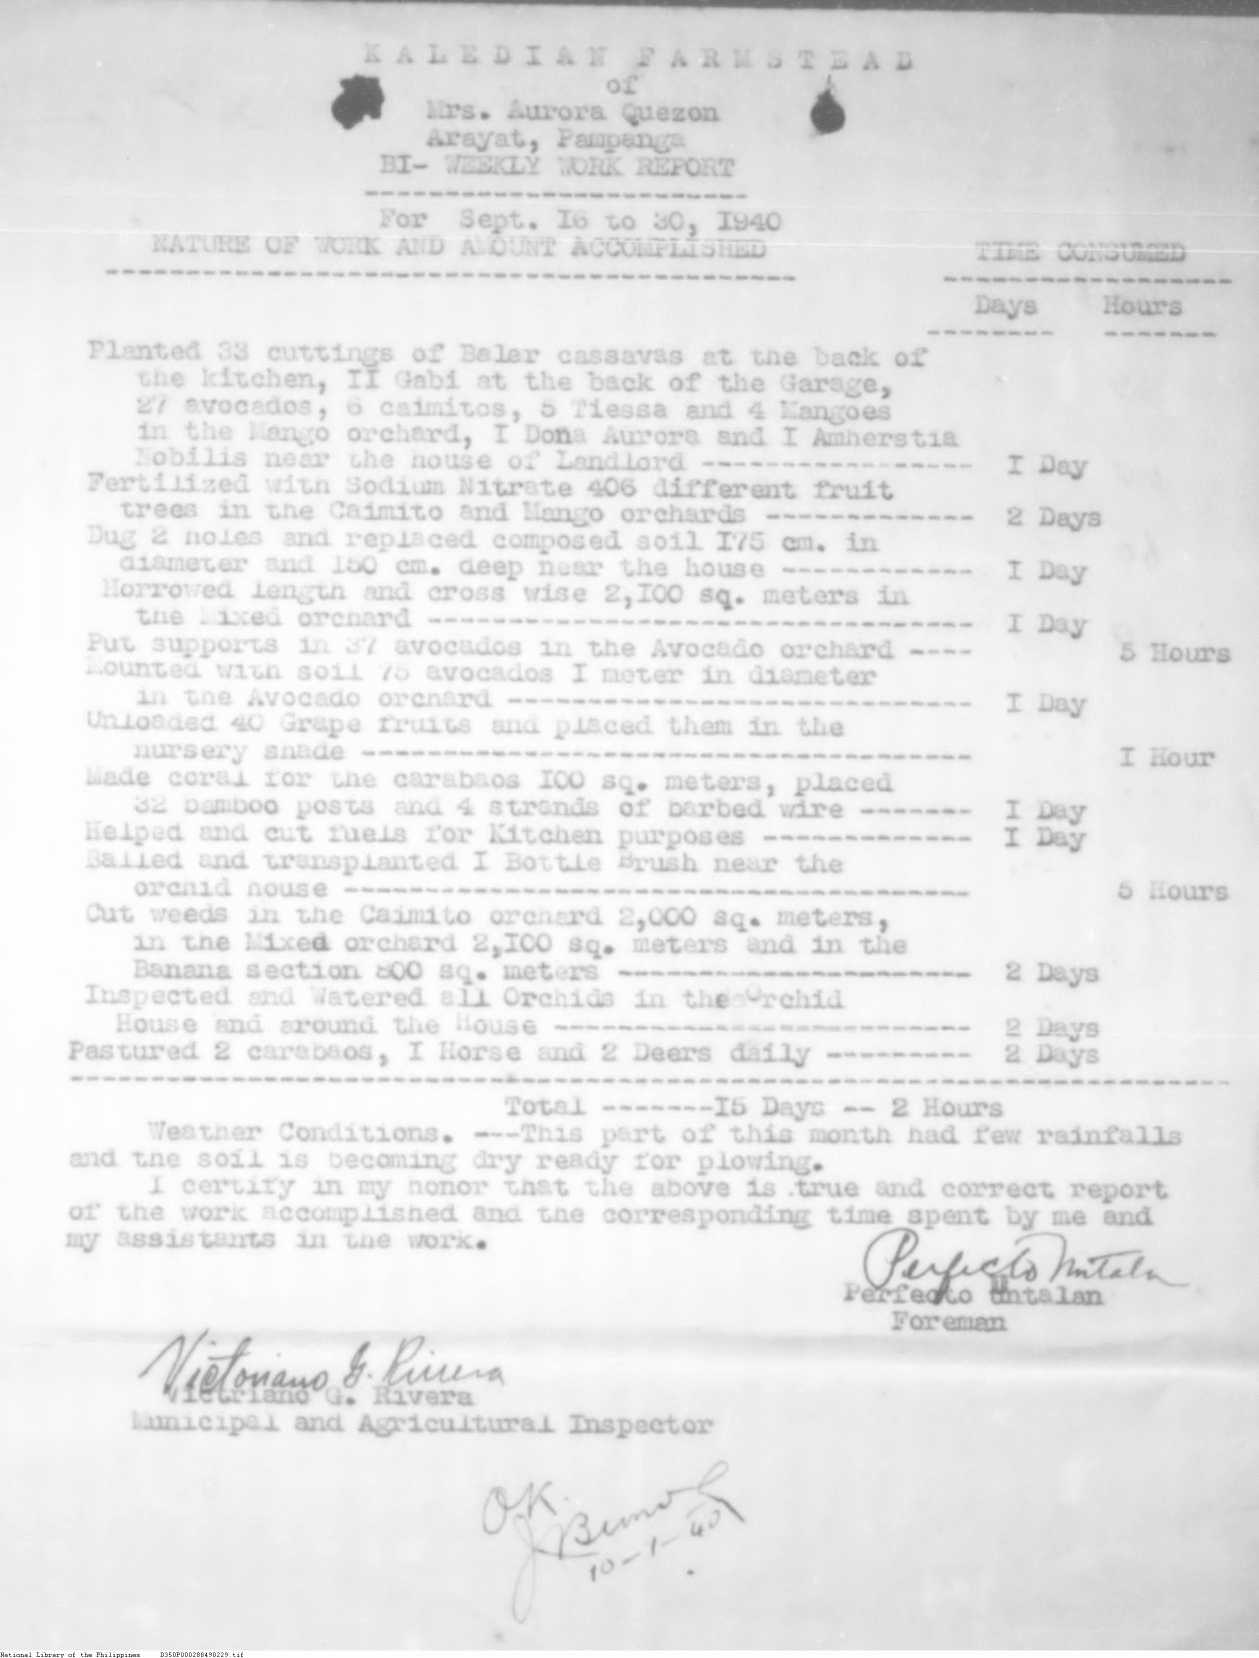 KALEDIAN FARMSTEAD
of
Mrs. Aurora Quezon
Arayat, Pampanga
BI- WEEKLY WORK REPORT
-------------------------
For Sept. I6 to 30, I940
NATURE OF WORK AND AMOUNT ACCOMPLISHED TIME CONSUMED
Days Hours
Planted 33 cuttings of Baler cassavas at the back of
the kitchen, II Gabi at the back of the Garage,
27 avocados, 6 caimitos, 5 Tiessa and 4 Mangoes
in the Mango orchard, I Dona Aurora and I Amherstia
Nobilis near the house of Landlord ----------------- I Day
Fertilized with Sodium Nitrate 406 different fruit
trees in the Caimito and Mango orchards ------------- 2 Days
Dug 2 holes and replaced composed soil I75 cm. in
diameter and I50 cm. deep near the house ------------ I Day
Horrowed length and cross wise 2,I00 sq. meters in
the Mixed orchard ---------------------------------- I Day
Put supports in 37 avocados in the Avocado orchard ---- 5 Hours
Mounted with soil 75 avocados I meter in diameter
in the Avocado orchard ----------------------------- I Day
Unloaded 40 Grape fruits and placed them in the
nursery shade -------------------------------------- I Hour
Made coral for the carabaos I00 sq. meters, placed
32 bamboo posts and 4 strands of barbed wire ------- I Day
Helped and cut fuels for Kitchen purposes ------------- I Day
Balled and transplanted I Bottle Brush near the
orchid house --------------------------------------- 5 Hours
Cut weeds in the Caimito orchard 2,000 sq. meters,
in the Mixed orchard 2,I00 sq. meters and in the
Banana section 800 sq. meters ---------------------- 2 Days
Inspected and Watered all Orchids in the Orchid
House and around the House -------------------------- 2 Days
Pastured 2 carabaos, I Horse and 2 Deers daily --------- 2 Days
Total -------I5 Days -- 2 Hours
Weather Conditions. ---This part of this month had few rainfalls
and the soil is becoming dry ready for plowing.
I certify in my honor that the above is true and correct report
of the work accomplished and the corresponding time spent by me and
my assistants in the work.
Perfecto Untalan
Perfecto Untalan
Foreman
Victoriano G. Rivera
Victriano G. Rivera
Municipal and Agricultural Inspector
OK.
10-1-40
National Library of the Philippines D350P000288498229.tif